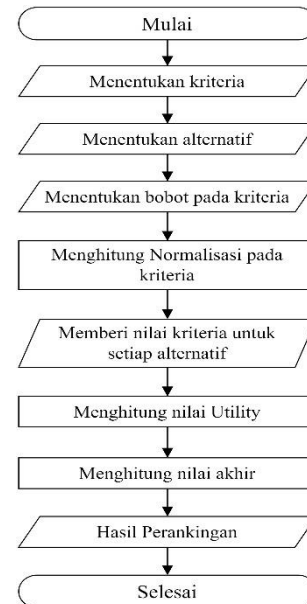 Mulai
Menentukan kriteria
Menentukan alternatif
Menentukan bobot pada kriteria
Menghitung Normalisasi pada
kriteria
Memberi nilai kriteria untuk
setiap alternatif
Menghitung nilai Utility
Menghitung nilai akhir
Hasil Perankingan
Selesai